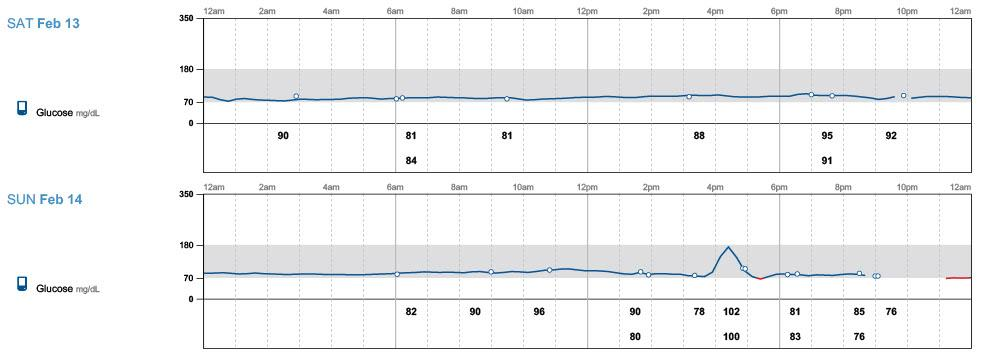 12am 2am 4am 6am 8am 10am 12pm 2pm 4pm 6pm 8pm 10pm 12am
SAT Feb 13
350
180
70
0
Glucose mg/dL
90 81 81 88 95 92
84 91
12am 2am 4am 6am 8am 10am 12pm 2pm 4pm 6pm 8pm 10pm 12am
SUN Feb 14
350
180
70
0
Glucose mg/dL
82 90 96 90 78 102 81 85 76
80 100 83 76